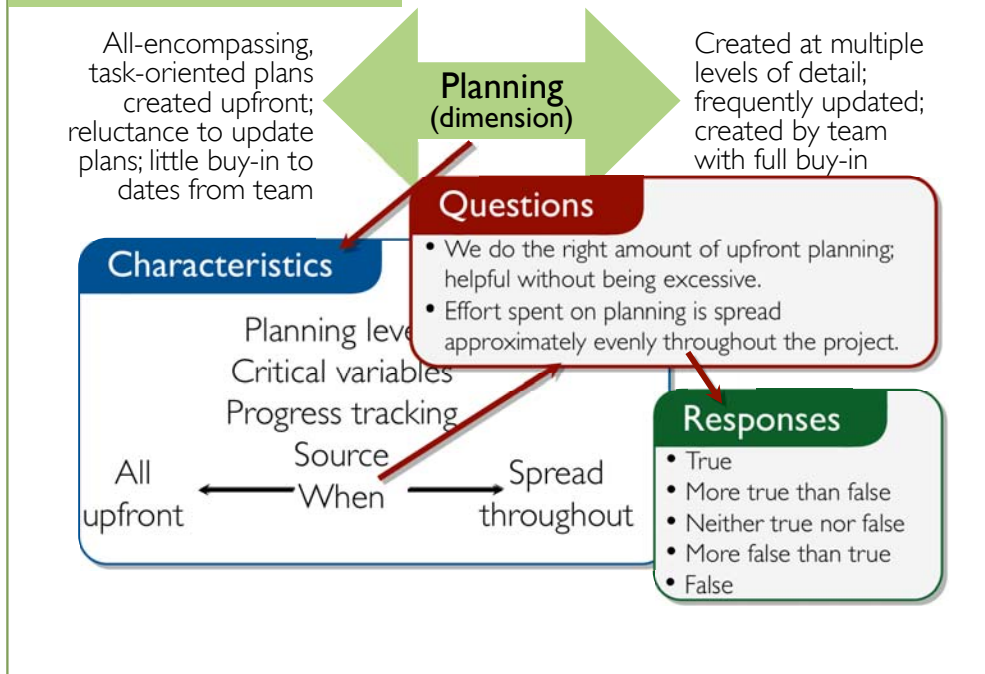 All-encompassing,
task-oriented plans
created upfront;
reluctance to update
plans; little buy-in to
dates from team
Planning
(dimension)
Created at multiple
levels of detail;
frequently updated;
created by team
with full buy-in
Questions
• We do the right amount of upfront planning;
helpful without being excessive.
• Effort spent on planning is spread
approximately evenly throughout the project.
Characteristics
Planning
Critical variables
Progress tracking
Source
When
All
upfront
Spread
throughout
Responses
• True
• More true than false
• Neither true nor false
• More false than true
• False